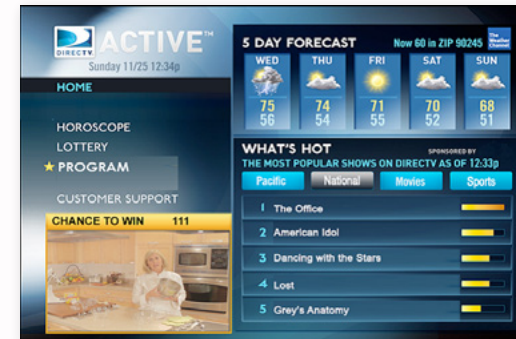 DIRECTV ACTIVE™
Sunday 11/25 12:34p
HOME
HOROSCOPE
LOTTERY
PROGRAM
CUSTOMER SUPPORT
CHANCE TO WIN 111
5 DAY FORECAST Now 60 in ZIP 90245 The Weather Channel
WED THU FRI SAT SUN
75 74 71 70 68
56 54 55 52 51
WHAT'S HOT SPONSORED BY
THE MOST POPULAR SHOWS ON DIRECTV AS OF 12:33p
Pacific National Movies Sports
1 The Office
2 American Idol
3 Dancing with the Stars
4 Lost
5 Grey's Anatomy